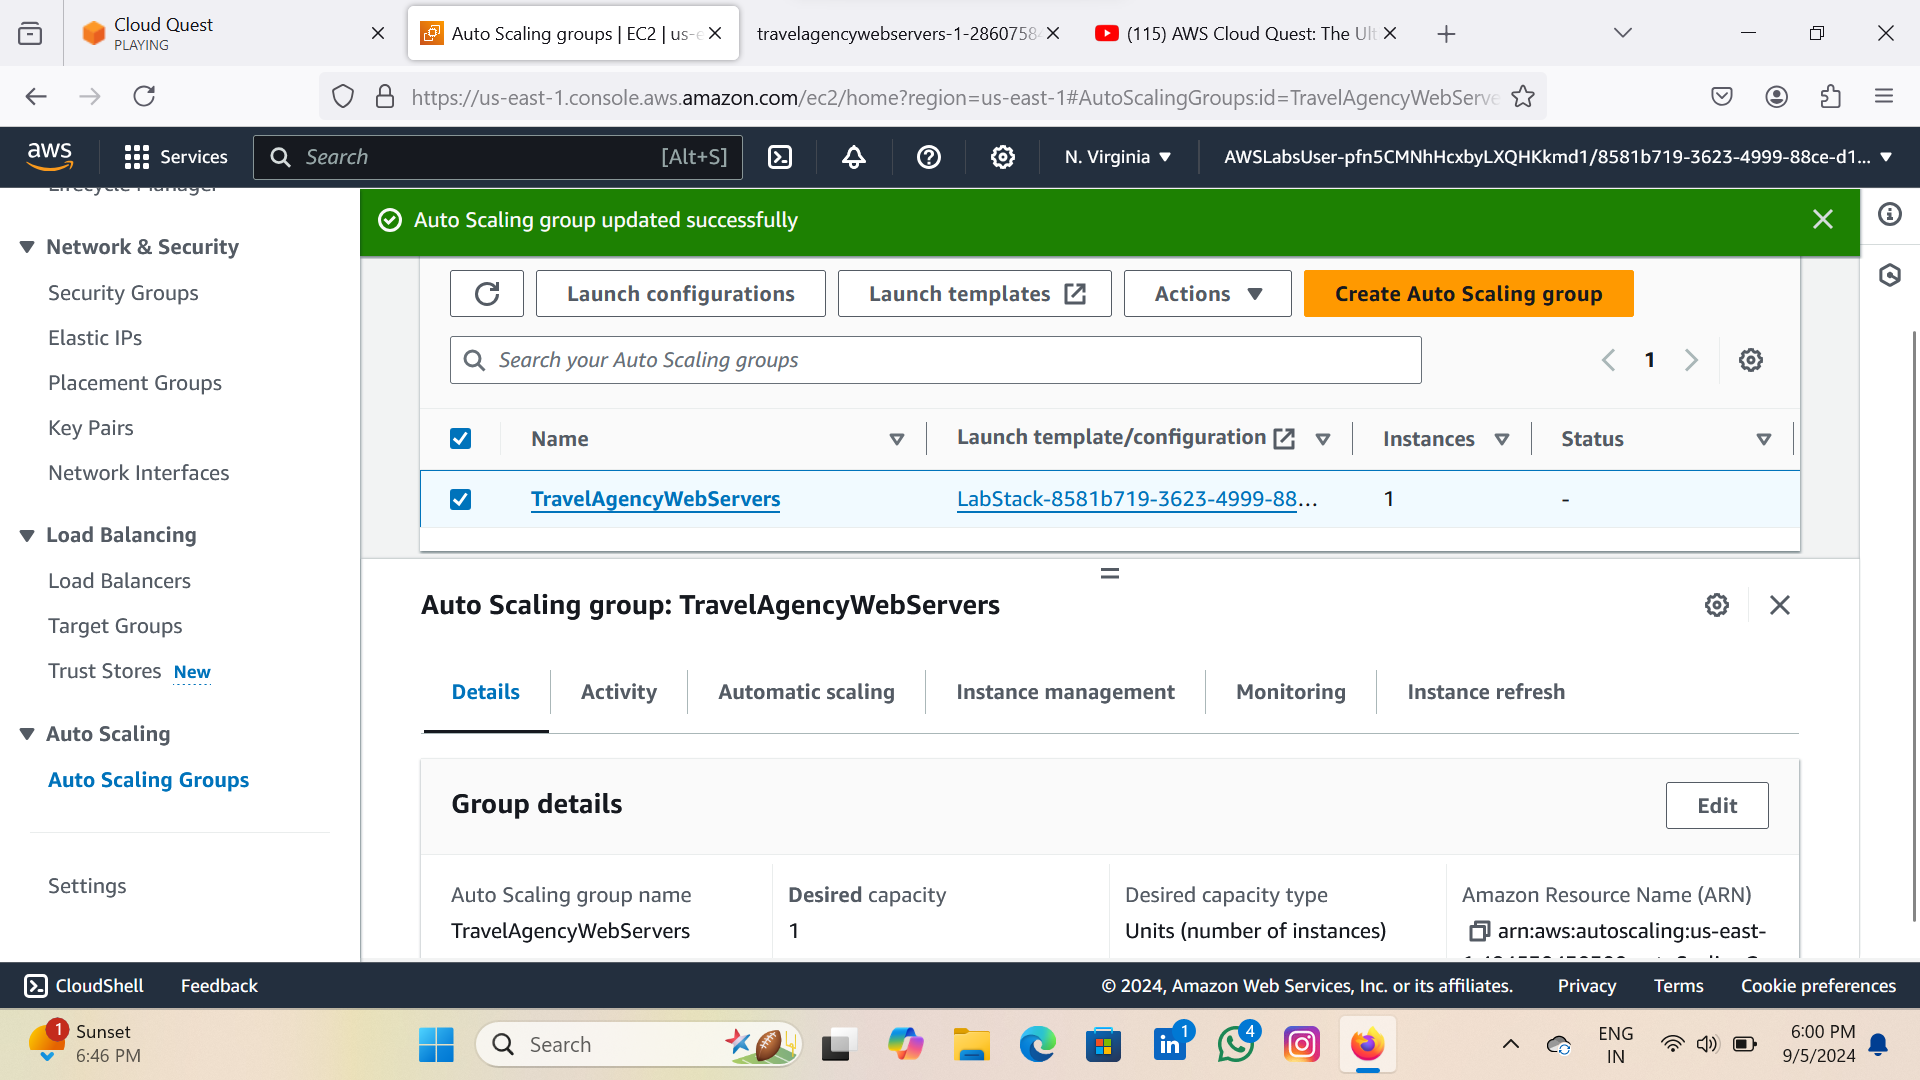 Cloud Quest
PLAYING
Auto Scaling groups | EC2 | us-e
travelagencywebservers-1-2860758
(115) AWS Cloud Quest: The Ult
https://us-east-1.console.aws.amazon.com/ec2/home?region=us-east-1#AutoScalingGroups:id=TravelAgencyWebServe
aws
Services
Search
[Alt+S]
N. Virginia
AWSLabsUser-pfn5CMNhHcxbyLXQHKkmd1/8581b719-3623-4999-88ce-d1...
Lifecycle Manager
Network & Security
Security Groups
Elastic IPs
Placement Groups
Key Pairs
Network Interfaces
Load Balancing
Load Balancers
Target Groups
Trust Stores New
Auto Scaling
Auto Scaling Groups
Settings
Auto Scaling group updated successfully
Launch configurations
Launch templates
Actions
Create Auto Scaling group
Search your Auto Scaling groups
1
Name
Launch template/configuration
Instances
Status
TravelAgencyWebServers
LabStack-8581b719-3623-4999-88...
1
-
Auto Scaling group: TravelAgencyWebServers
Details
Activity
Automatic scaling
Instance management
Monitoring
Instance refresh
Group details
Edit
Auto Scaling group name
TravelAgencyWebServers
Desired capacity
1
Desired capacity type
Units (number of instances)
Amazon Resource Name (ARN)
arn:aws:autoscaling:us-east-
CloudShell
Feedback
© 2024, Amazon Web Services, Inc. or its affiliates.
Privacy
Terms
Cookie preferences
1
Sunset
6:46 PM
Search
1
4
ENG
IN
6:00 PM
9/5/2024